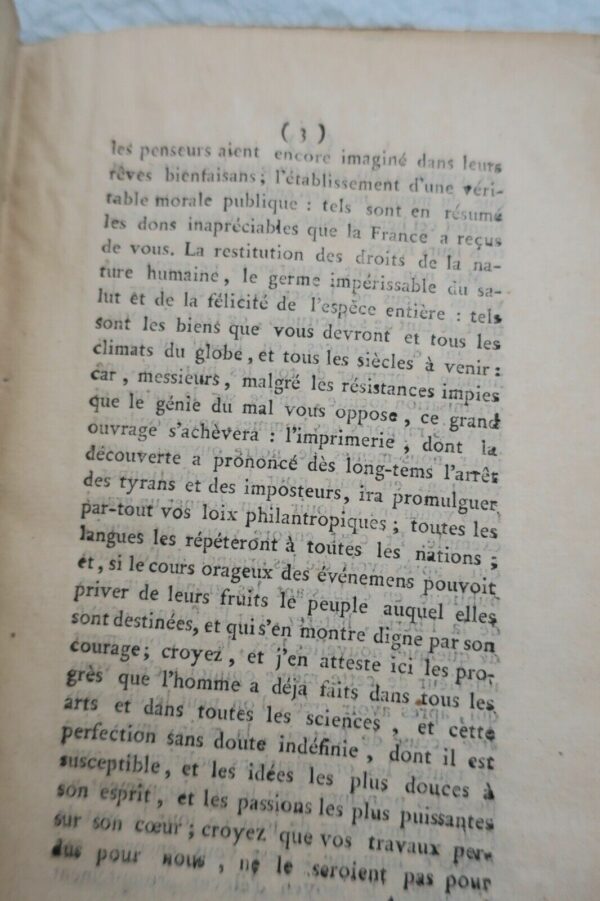 ( 3 )
les penseurs aient encore imaginé dans leurs
rêves bienfaisans ; l'établissement d'une véri-
table morale publique : tels sont en résumé
les dons inapréciables que la France a reçus
de vous. La restitution des droits de la na-
ture humaine, le germe impérissable du sa-
lut et de la félicité de l'espèce entière : tels
sont les biens que vous devront et tous les
climats du globe, et tous les siècles à venir :
car, messieurs, malgré les résistances impies
que le génie du mal vous oppose, ce grand
ouvrage s'achèvera : l'imprimerie, dont la
découverte a prononcé dès long-tems l'arrêt
des tyrans et des imposteurs, ira promulguer
par-tout vos loix philantropiques ; toutes les
langues les répéteront à toutes les nations ;
et, si le cours orageux des événemens pouvoit
priver de leurs fruits le peuple auquel elles
sont destinées, et qui s'en montre digne par son
courage ; croyez, et j'en atteste ici les pro-
grès que l'homme a déjà faits dans tous les
arts et dans toutes les sciences, et cette
perfection sans doute indéfinie, dont il est
susceptible, et les idées les plus douces à
son esprit, et les passions les plus puissantes
sur son cœur ; croyez que vos travaux per-
dus pour nous, ne le seroient pas pour